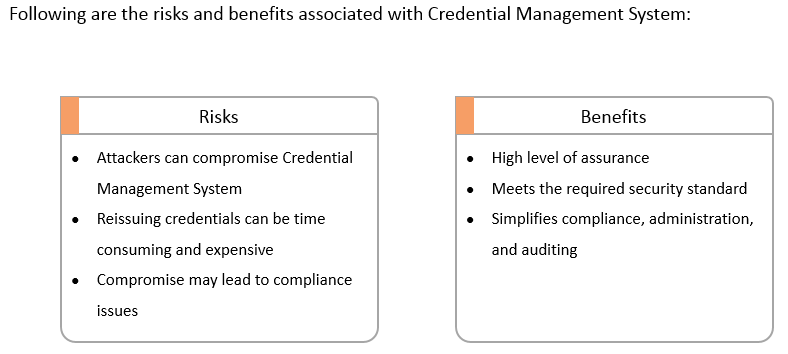 Following are the risks and benefits associated with Credential Management System:
Risks
• Attackers can compromise Credential
Management System
• Reissuing credentials can be time
consuming and expensive
• Compromise may lead to compliance
issues
Benefits
• High level of assurance
• Meets the required security standard
• Simplifies compliance, administration,
and auditing